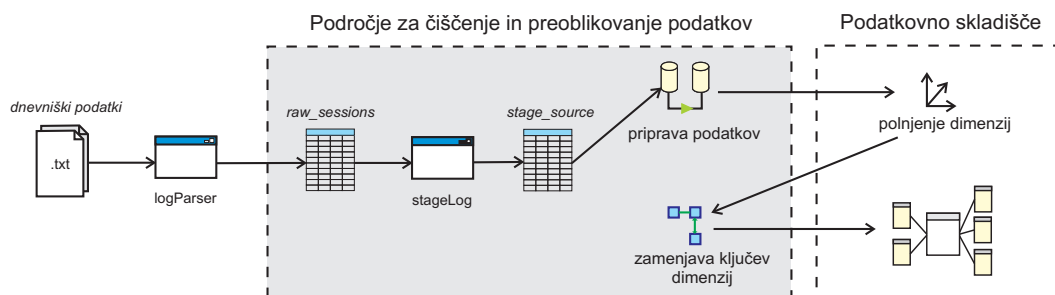 Področje za čiščenje in preoblikovanje podatkov
Podatkovno skladišče
dnevniški podatki
.txt
logParser
raw_sessions
stageLog
stage_source
priprava podatkov
polnjenje dimenzij
zamenjava ključev
dimenzij